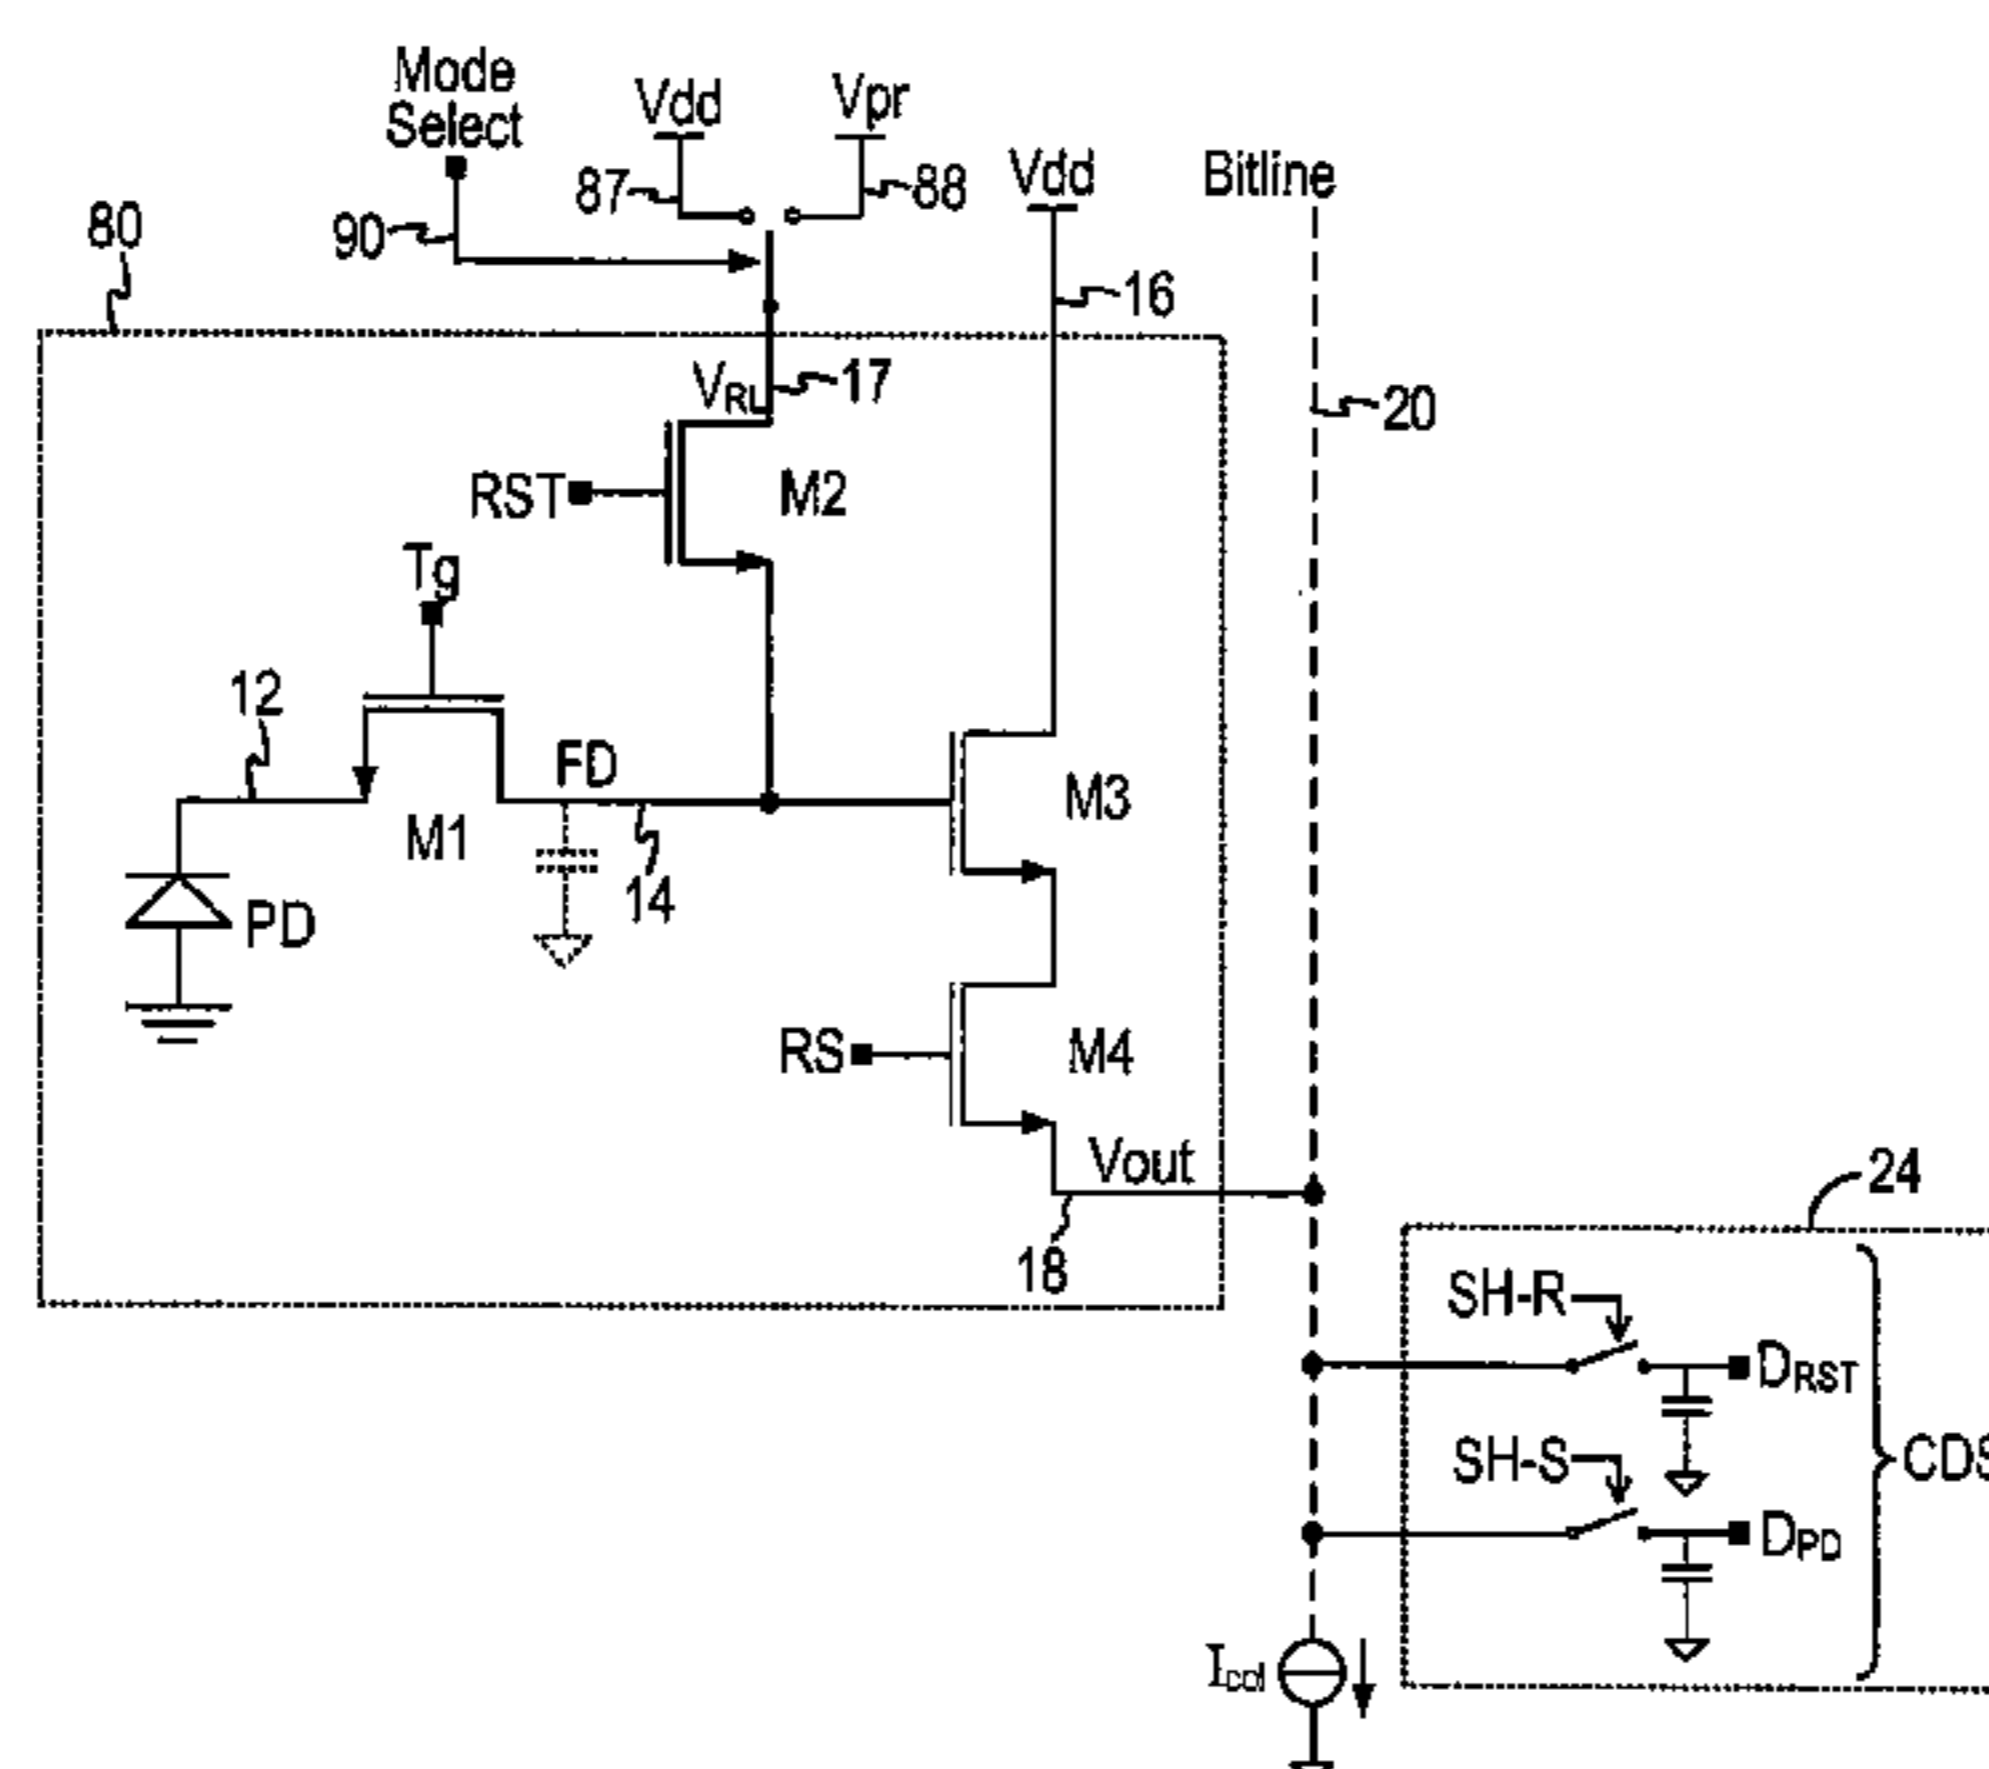 Mode
Select
Vdd
Vpr
Vdd
Bitline
87
88
90
80
16
VRL
17
20
RST
M2
Tg
12
FD
M1
M3
14
PD
RS
M4
Vout
18
24
SH-R
DRST
SH-S
CDS
DPD
Icol